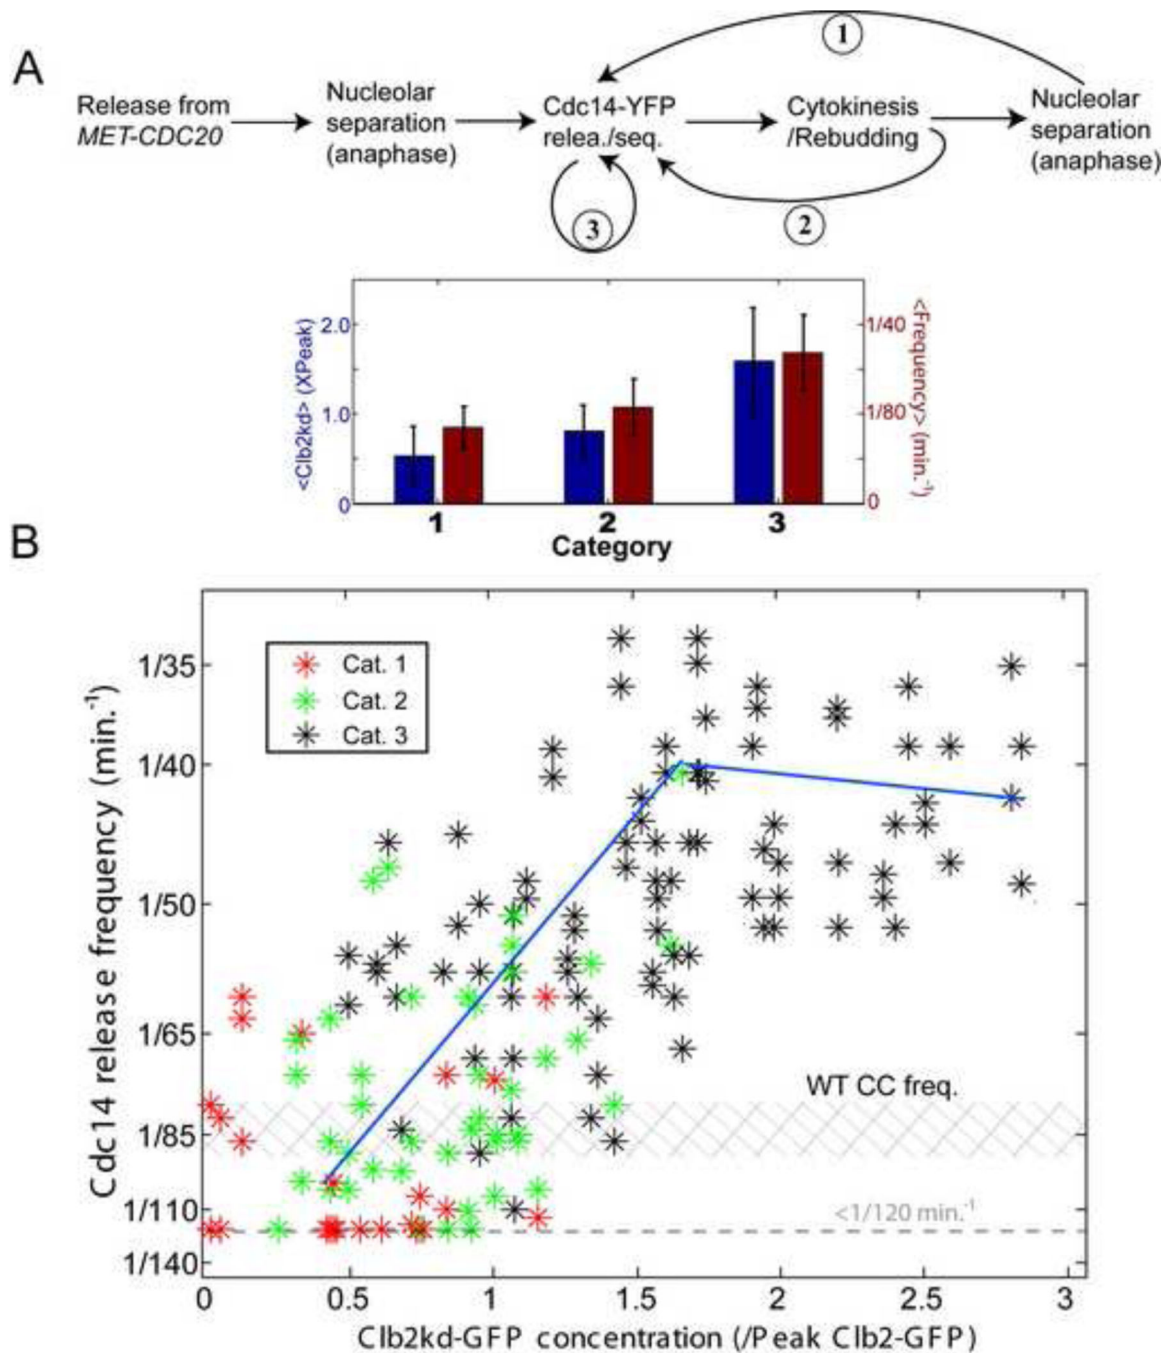 A
1
Release from
MET-CDC20
Nucleolar
separation
(anaphase)
Cdc14-YFP
relea./seq.
Cytokinesis
/Rebudding
Nucleolar
separation
(anaphase)
3
2
<Clb2kd> (XPeak)
2.0
1.0
0
<Frequency> (min.-1)
1/40
1/80
0
1 2 3
Category
B
Cdc14 release frequency (min.-1)
1/35
1/40
1/50
1/65
1/85
1/110
1/140
Cat. 1
Cat. 2
Cat. 3
WT CC freq.
<1/120 min.-1
0 0.5 1 1.5 2 2.5 3
Clb2kd-GFP concentration (/Peak Clb2-GFP)